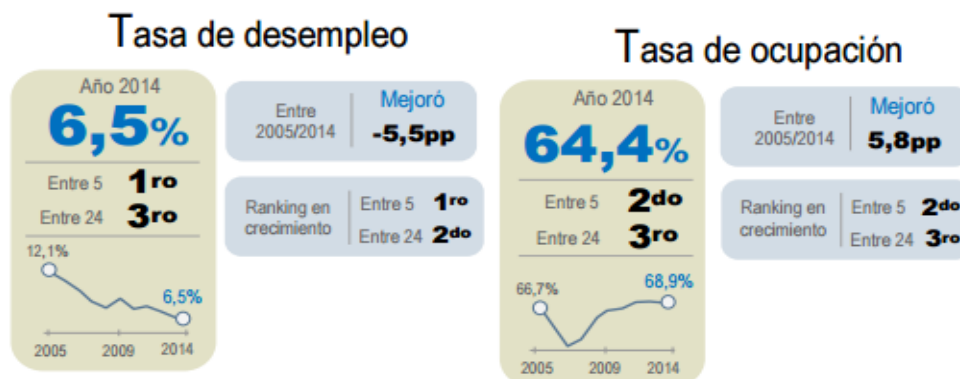 Tasa de desempleo
Año 2014
6,5%
Entre 5 1ro
Entre 24 3ro
12,1%
6,5%
2005 2009 2014
Entre
2005/2014
Mejoró
-5,5pp
Ranking en
crecimiento
Entre 5 1ro
Entre 24 2do
Tasa de ocupación
Año 2014
64,4%
Entre 5 2do
Entre 24 3ro
66,7%
68,9%
2005 2009 2014
Entre
2005/2014
Mejoró
5,8pp
Ranking en
crecimiento
Entre 5 2do
Entre 24 3ro